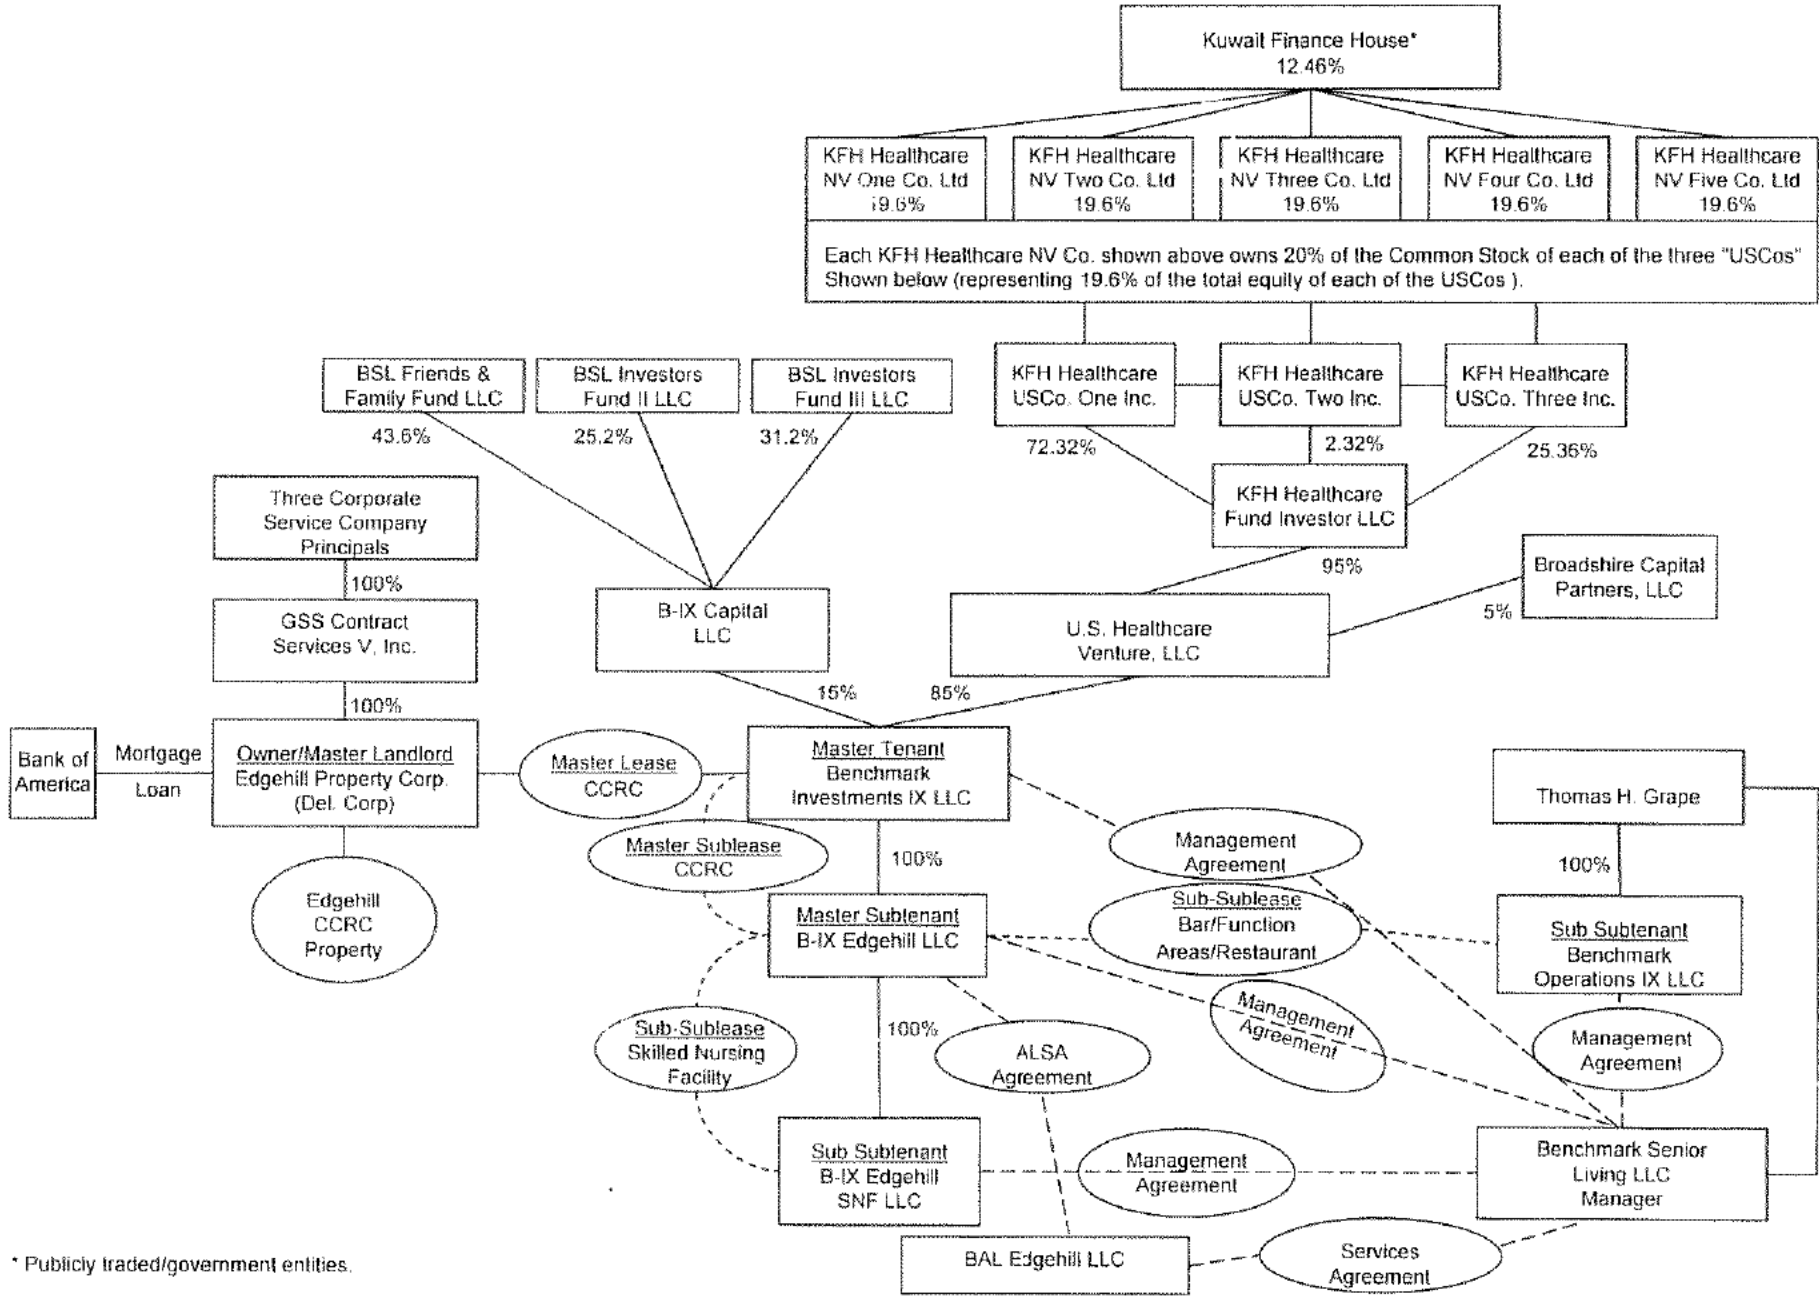 Kuwait Finance House*
12.46%
KFH Healthcare
NV One Co. Ltd
19.6%
KFH Healthcare
NV Two Co. Ltd
19.6%
KFH Healthcare
NV Three Co. Ltd
19.6%
KFH Healthcare
NV Four Co. Ltd
19.6%
KFH Healthcare
NV Five Co. Ltd
19.6%
Each KFH Healthcare NV Co. shown above owns 20% of the Common Stock of each of the three "USCos"
Shown below (representing 19.6% of the total equity of each of the USCos ).
BSL Friends &
Family Fund LLC
43.6%
BSL Investors
Fund II LLC
25.2%
BSL Investors
Fund III LLC
31.2%
KFH Healthcare
USCo. One Inc.
72.32%
KFH Healthcare
USCo. Two Inc.
2.32%
KFH Healthcare
USCo. Three Inc.
25.36%
KFH Healthcare
Fund Investor LLC
95%
Three Corporate
Service Company
Principals
100%
GSS Contract
Services V, Inc.
100%
B-IX Capital
LLC
15%
U.S. Healthcare
Venture, LLC
85%
Broadshire Capital
Partners, LLC
5%
Bank of
America
Mortgage
Loan
Owner/Master Landlord
Edgehill Property Corp.
(Del. Corp)
Master Lease
CCRC
Master Tenant
Benchmark
Investments IX LLC
Thomas H. Grape
100%
Edgehill
CCRC
Property
Master Sublease
CCRC
100%
Management
Agreement
Master Subtenant
B-IX Edgehill LLC
Sub-Sublease
Bar/Function
Areas/Restaurant
Sub Subtenant
Benchmark
Operations IX LLC
Sub-Sublease
Skilled Nursing
Facility
100%
ALSA
Agreement
Management
Agreement
Management
Agreement
Sub Subtenant
B-IX Edgehill
SNF LLC
Management
Agreement
Benchmark Senior
Living LLC
Manager
BAL Edgehill LLC
Services
Agreement
* Publicly traded/government entities.